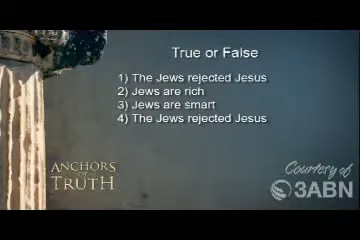 True or False
1) The Jews rejected Jesus
2) Jews are rich
3) Jews are smart
4) The Jews rejected Jesus
ANCHORS
OF
TRUTH
Courtesy of
3ABN